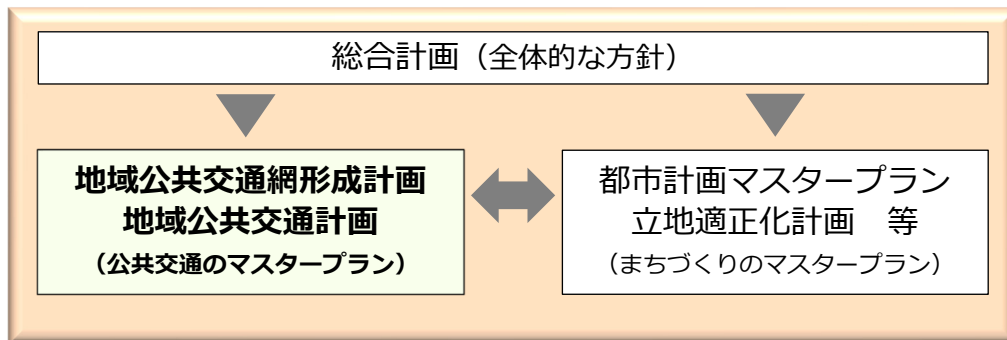 総合計画（全体的な方針）
地域公共交通網形成計画
地域公共交通計画
（公共交通のマスタープラン）
都市計画マスタープラン
立地適正化計画　等
（まちづくりのマスタープラン）